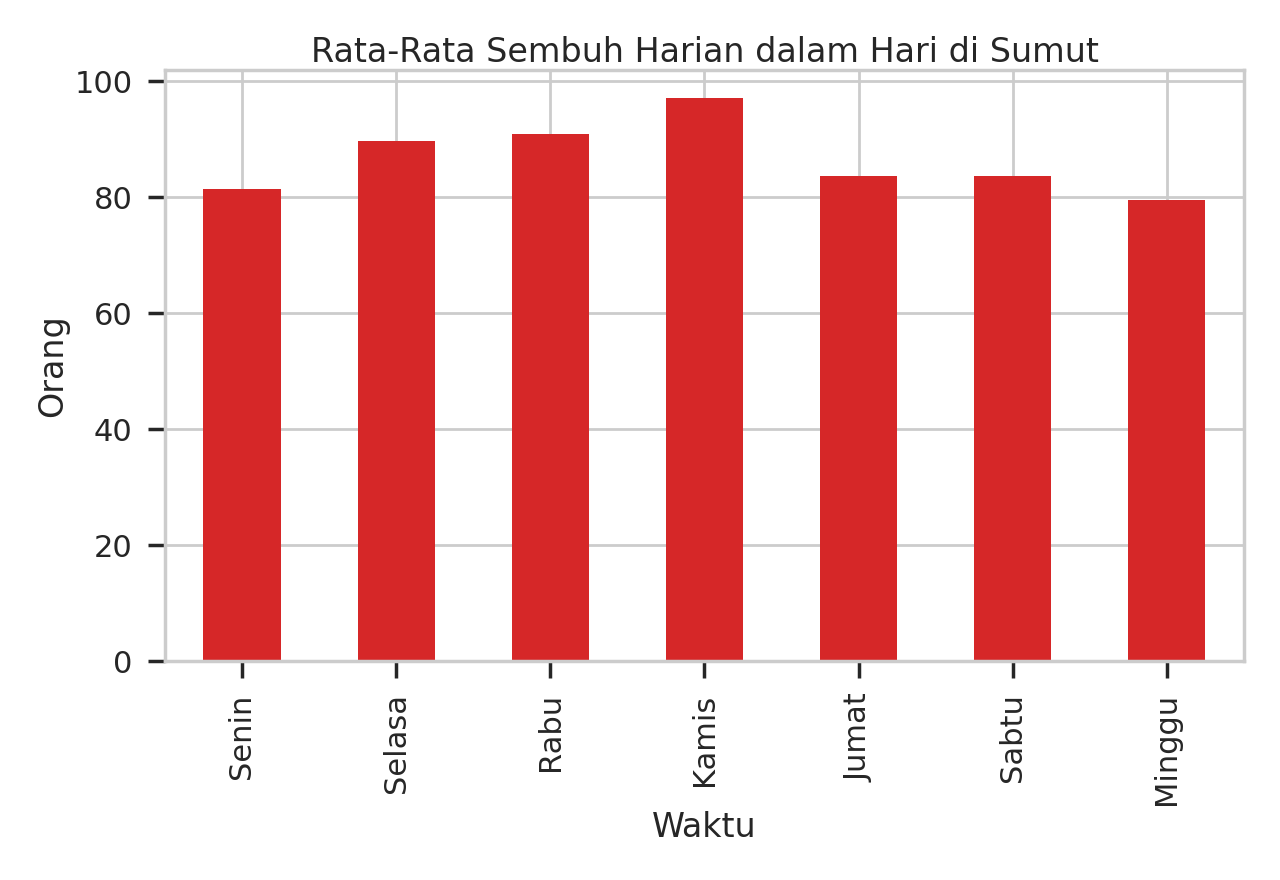 Rata-Rata Sembuh Harian dalam Hari di Sumut
100
80
60
40
20
0
Orang
Senin
Selasa
Rabu
Kamis
Jumat
Sabtu
Minggu
Waktu